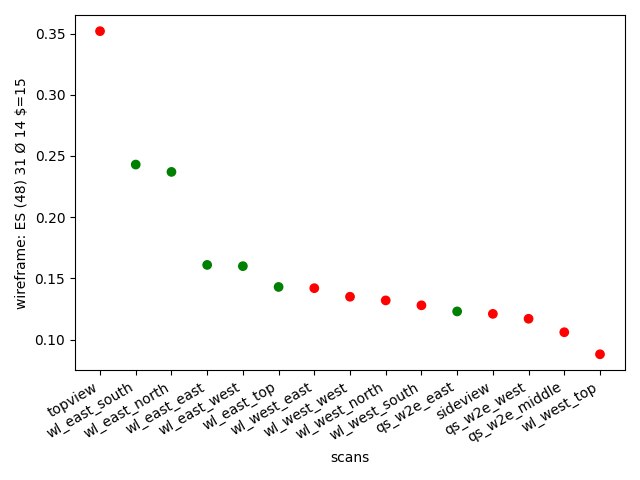 0.35
0.30
0.25
0.20
0.15
0.10
wireframe: ES (48) 31 Ø 14 $=15
topview
wl_east_south
wl_east_north
wl_east_east
wl_east_west
wl_east_top
wl_west_east
wl_west_west
wl_west_north
wl_west_south
qs_w2e_east
sideview
qs_w2e_west
qs_w2e_middle
wl_west_top
scans